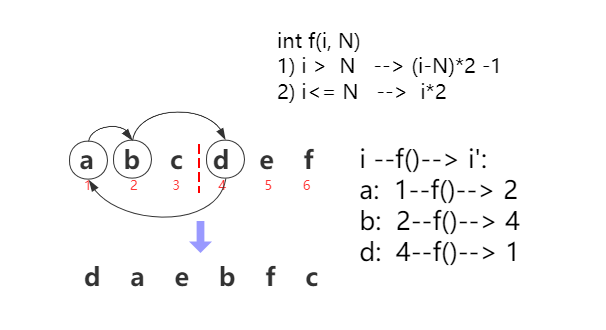 int f(i, N)
1) i > N --> (i-N)*2 -1
2) i<= N --> i*2
a b c d e f
1 2 3 4 5 6
i --f()--> i':
a: 1--f()--> 2
b: 2--f()--> 4
d: 4--f()--> 1
d a e b f c